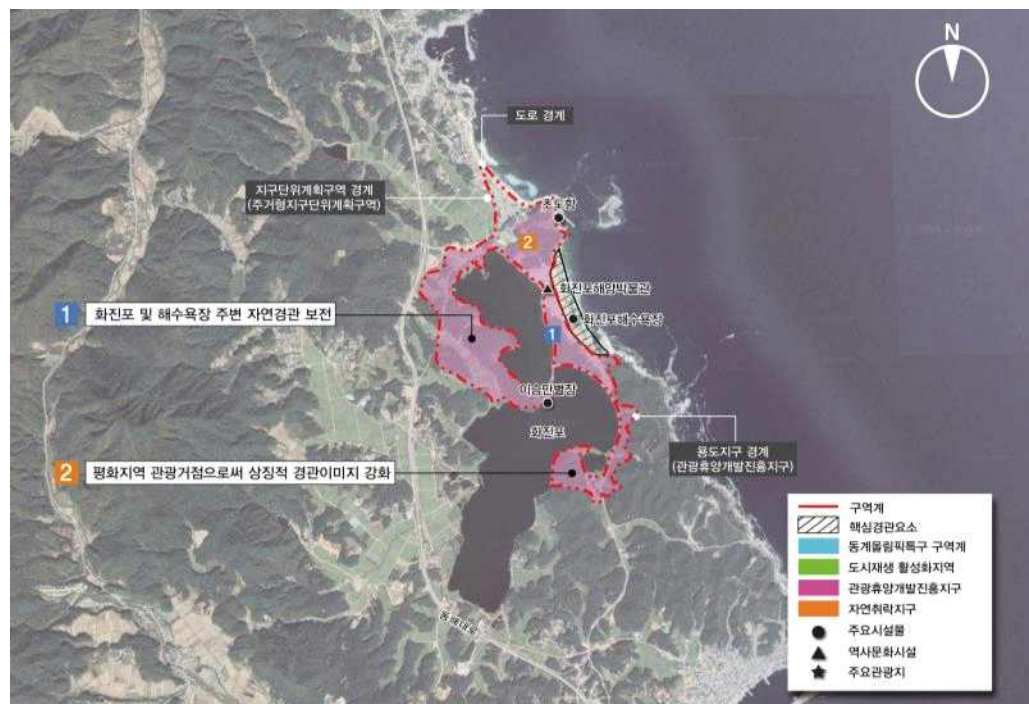 N
도로 경계
지구단위계획구역 경계
(주거형지구단위계획구역)
초도항
2
화진포해양박물관
1 화진포 및 해수욕장 주변 자연경관 보전
화진포해수욕장
1
이승만별장
화진포
용도지구 경계
(관광휴양개발진흥지구)
2 평화지역 관광거점으로써 상징적 경관이미지 강화
동해대로
구역계
핵심경관요소
동계올림픽특구 구역계
도시재생 활성화지역
관광휴양개발진흥지구
자연취락지구
주요시설물
역사문화시설
주요관광지